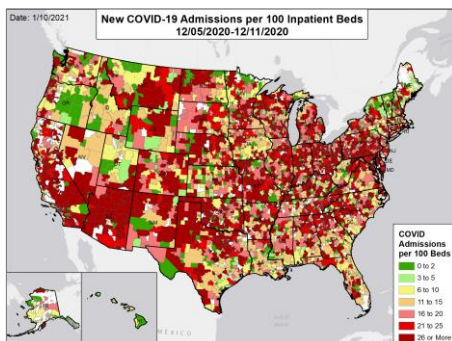 Date: 1/10/2021
New COVID-19 Admissions per 100 Inpatient Beds
12/05/2020-12/11/2020
OR
MD
MEXICO
COVID
Admissions
per 100 Beds
0 to 2
3 to 5
6 to 10
11 to 15
16 to 20
21 to 25
26 or More